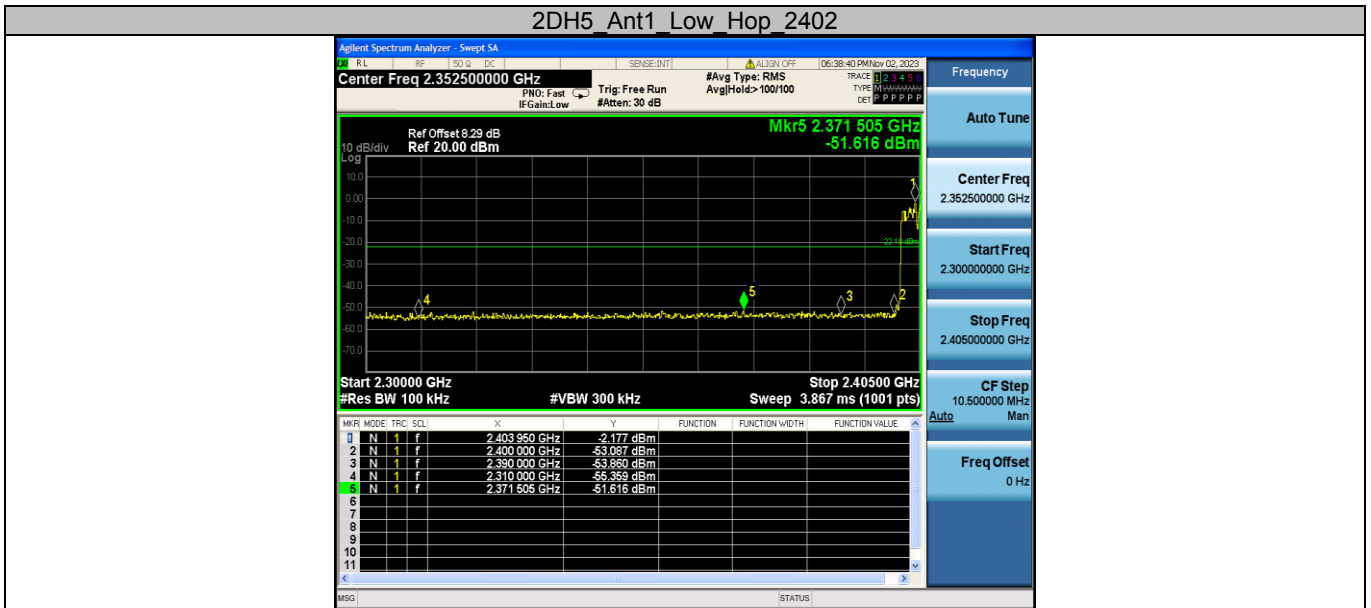 2DH5_Ant1_Low_Hop_2402
Agilent Spectrum Analyzer - Swept SA
RL RF 50 Ω DC SENSE:INT ALIGN OFF 06:38:40 PM Nov 02, 2023
Center Freq 2.352500000 GHz
PNO: Fast
IFGain:Low
Trig: Free Run
#Atten: 30 dB
#Avg Type: RMS
Avg|Hold:>100/100
TRACE 1 2 3 4 5 6
TYPE M
DET P P P P P P
Frequency
Ref Offset 8.29 dB
10 dB/div Ref 20.00 dBm
Log
Mkr5 2.371 505 GHz
-51.616 dBm
10.0
0.00
-10.0
-20.0
-30.0
-40.0
-50.0
-60.0
-70.0
1
2
3
4
5
Start 2.30000 GHz Stop 2.40500 GHz
#Res BW 100 kHz #VBW 300 kHz Sweep 3.867 ms (1001 pts)
MKR MODE TRC SCL X Y FUNCTION FUNCTION WIDTH FUNCTION VALUE
1 N 1 f 2.403 950 GHz -2.177 dBm
2 N 1 f 2.400 000 GHz -53.087 dBm
3 N 1 f 2.390 000 GHz -53.860 dBm
4 N 1 f 2.310 000 GHz -55.359 dBm
5 N 1 f 2.371 505 GHz -51.616 dBm
6
7
8
9
10
11
MSG STATUS
Auto Tune
Center Freq
2.352500000 GHz
Start Freq
2.300000000 GHz
Stop Freq
2.405000000 GHz
CF Step
10.500000 MHz
Auto Man
Freq Offset
0 Hz